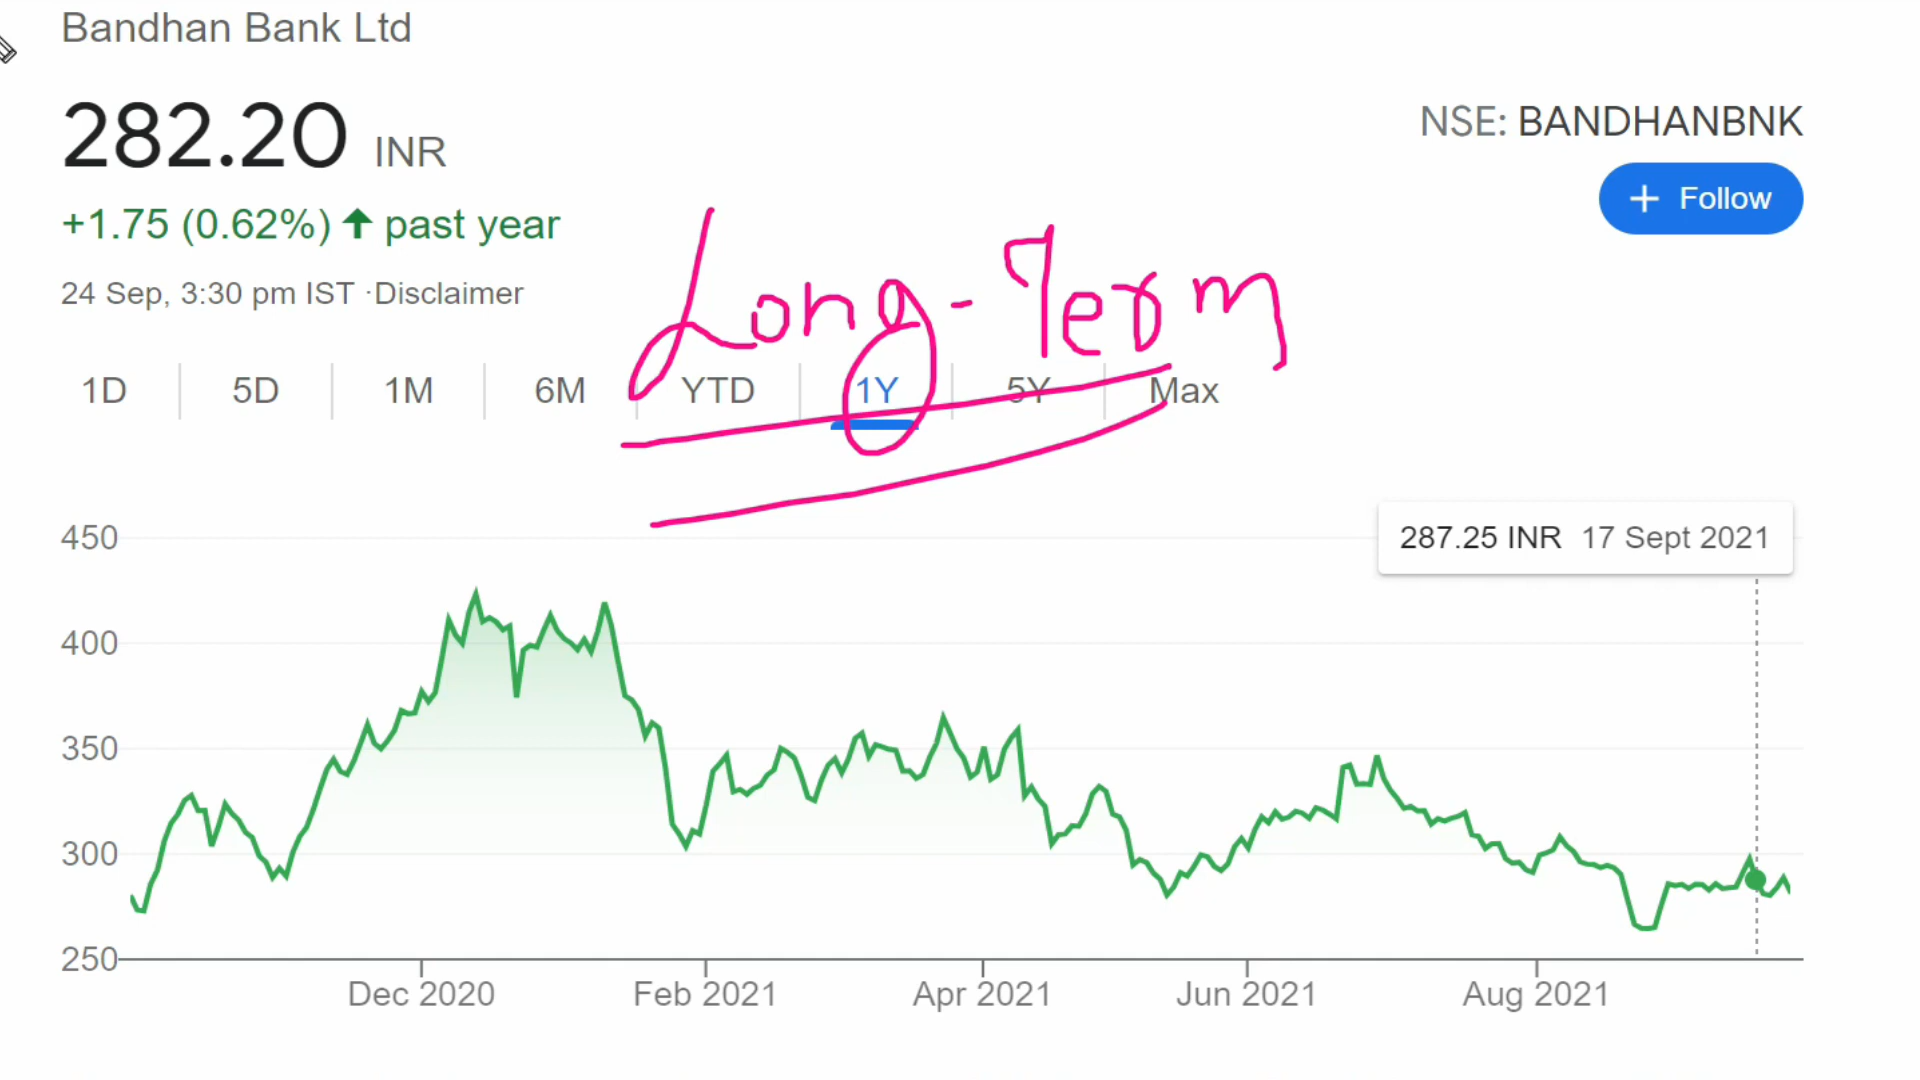 Bandhan Bank Ltd
282.20 INR
NSE: BANDHANBNK
+ Follow
+1.75 (0.62%) ↑ past year
24 Sep, 3:30 pm IST ·Disclaimer
Long-Term
1D 5D 1M 6M YTD 1Y 5Y Max
287.25 INR 17 Sept 2021
450
400
350
300
250
Dec 2020 Feb 2021 Apr 2021 Jun 2021 Aug 2021